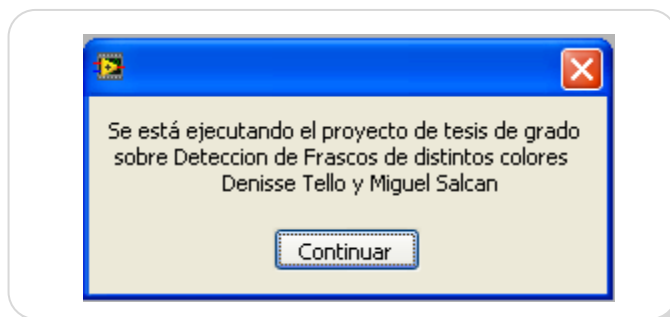 Se está ejecutando el proyecto de tesis de grado
sobre Deteccion de Frascos de distintos colores
Denisse Tello y Miguel Salcan
Continuar